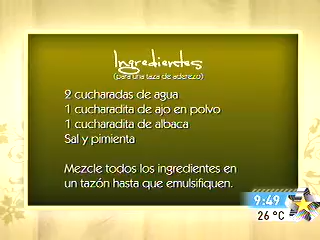 Ingredientes
(para una taza de aderezo)
2 cucharadas de agua
1 cucharadita de ajo en polvo
1 cucharadita de albaca
Sal y pimienta
Mezcle todos los ingredientes en
un tazón hasta que emulsifiquen.
9:49
26 °C